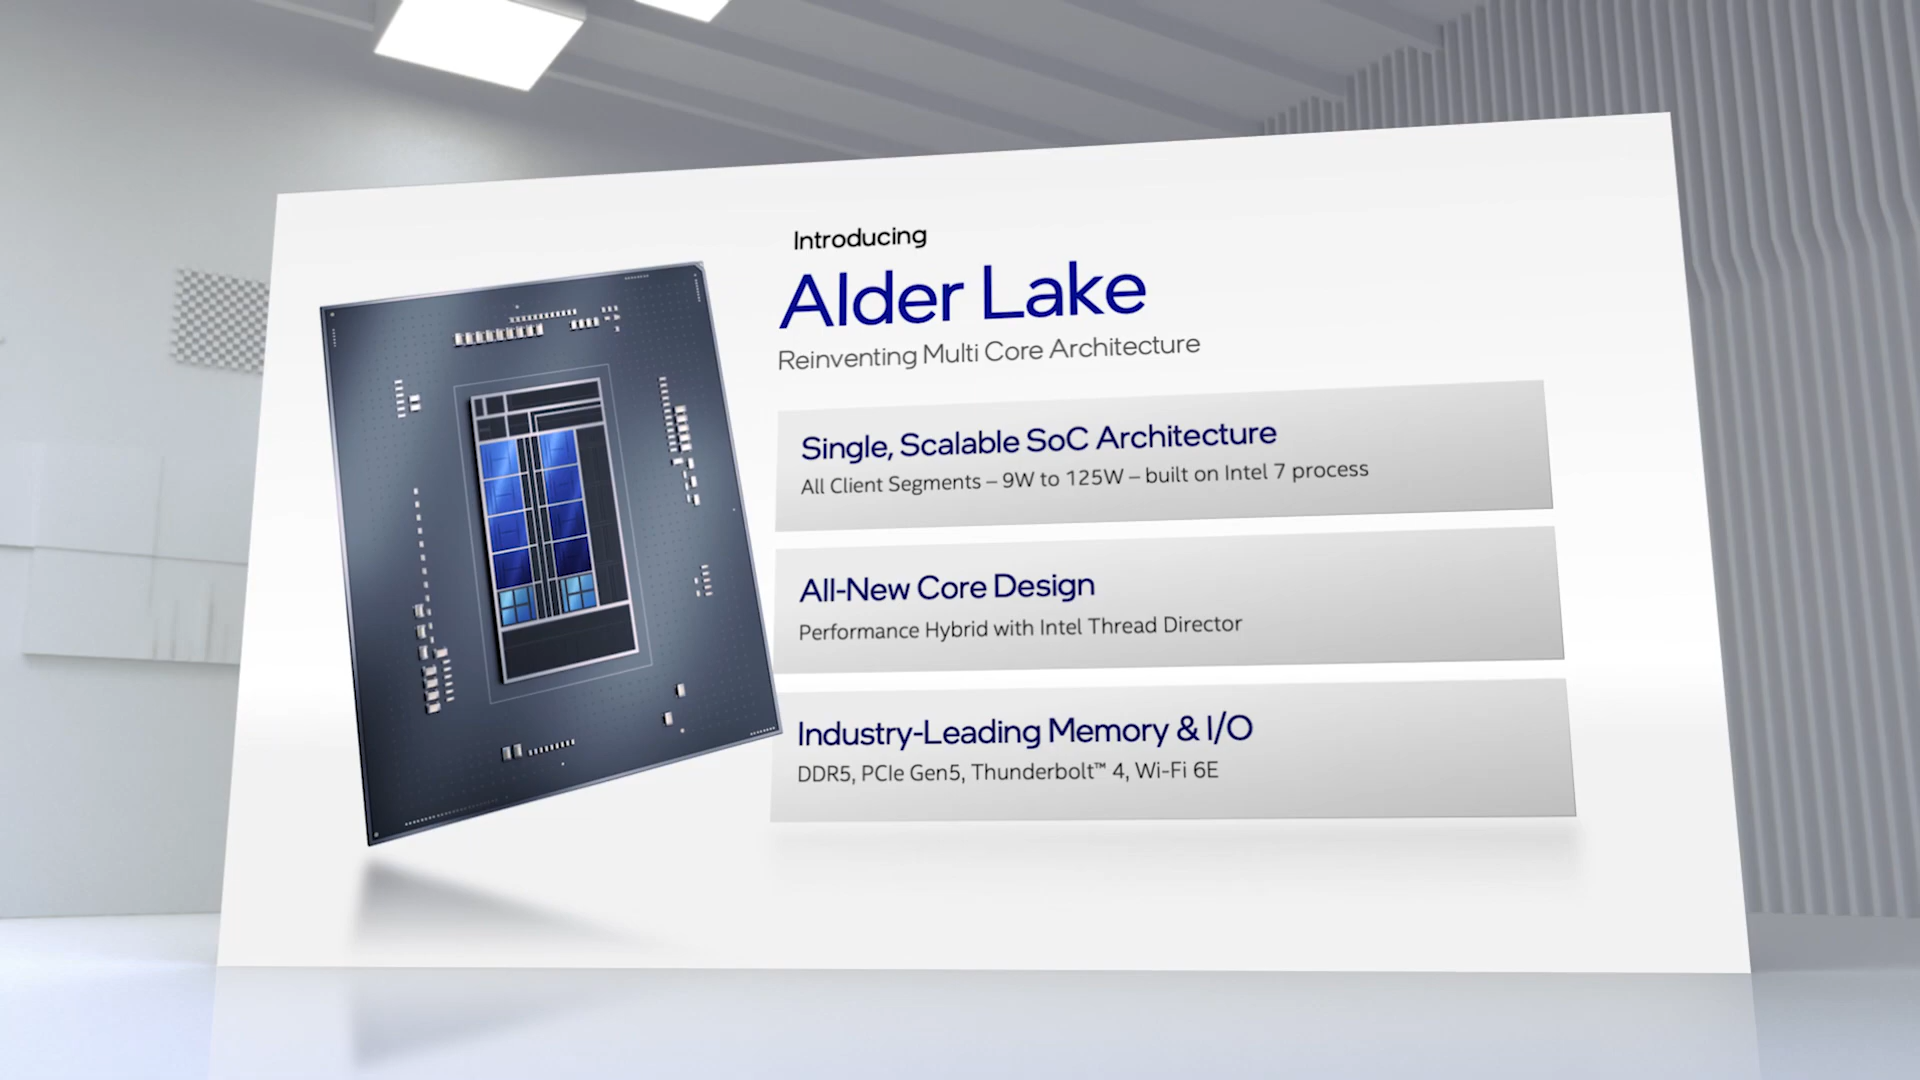 Introducing
Alder Lake
Reinventing Multi Core Architecture
Single, Scalable SoC Architecture
All Client Segments – 9W to 125W – built on Intel 7 process
All-New Core Design
Performance Hybrid with Intel Thread Director
Industry-Leading Memory & I/O
DDR5, PCIe Gen5, Thunderbolt™ 4, Wi-Fi 6E